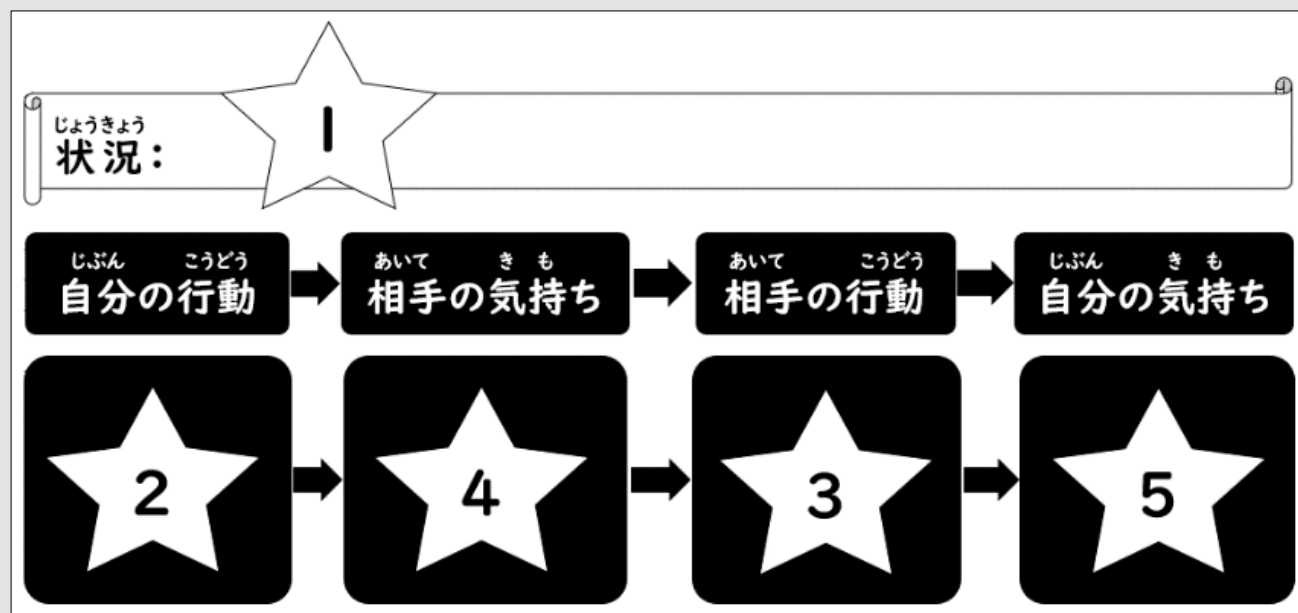 じょうきょう
状況：
1
じぶん こうどう
自分の行動
あいて き も
相手の気持ち
あいて こうどう
相手の行動
じぶん き も
自分の気持ち
2
4
3
5